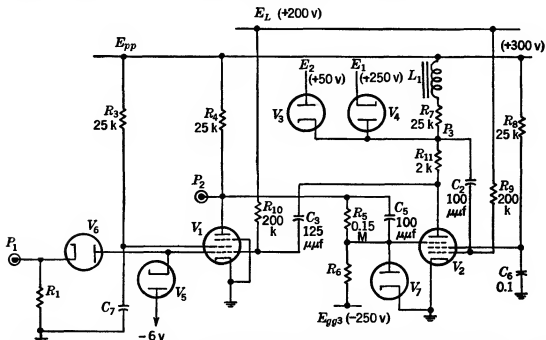 E_L (+200 v)
E_pp
E_2
(+50 v)
E_1
(+250 v)
L_1
(+300 v)
R_3
25 k
R_4
25 k
V_3
V_4
R_7
25 k
P_3
R_8
25 k
P_2
R_11
2 k
V_6
V_1
R_10
200
k
C_3
125
μμf
R_5
0.15
M
C_5
100
μμf
C_2
100
μμf
R_9
200
k
P_1
V_2
R_1
C_7
V_5
R_6
V_7
C_6
0.1
-6 v
E_gg3 (-250 v)